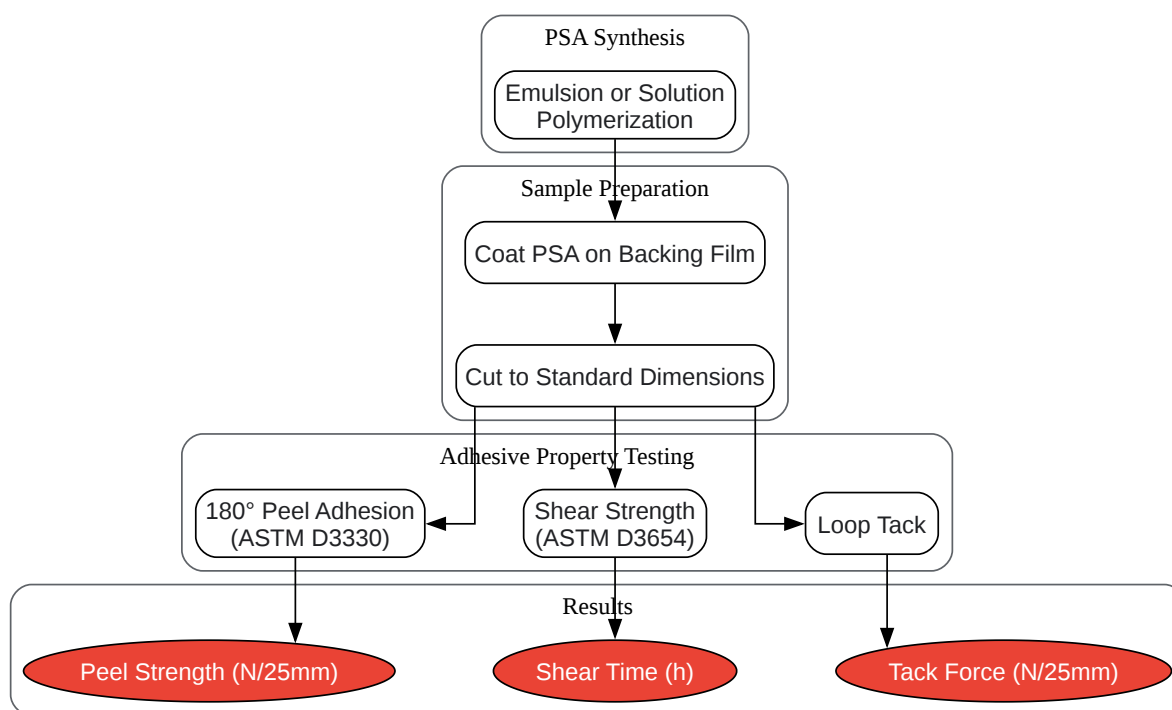 PSA Synthesis
Emulsion or Solution
Polymerization
Sample Preparation
Coat PSA on Backing Film
Cut to Standard Dimensions
Adhesive Property Testing
180° Peel Adhesion
(ASTM D3330)
Shear Strength
(ASTM D3654)
Loop Tack
Results
Peel Strength (N/25mm)
Shear Time (h)
Tack Force (N/25mm)